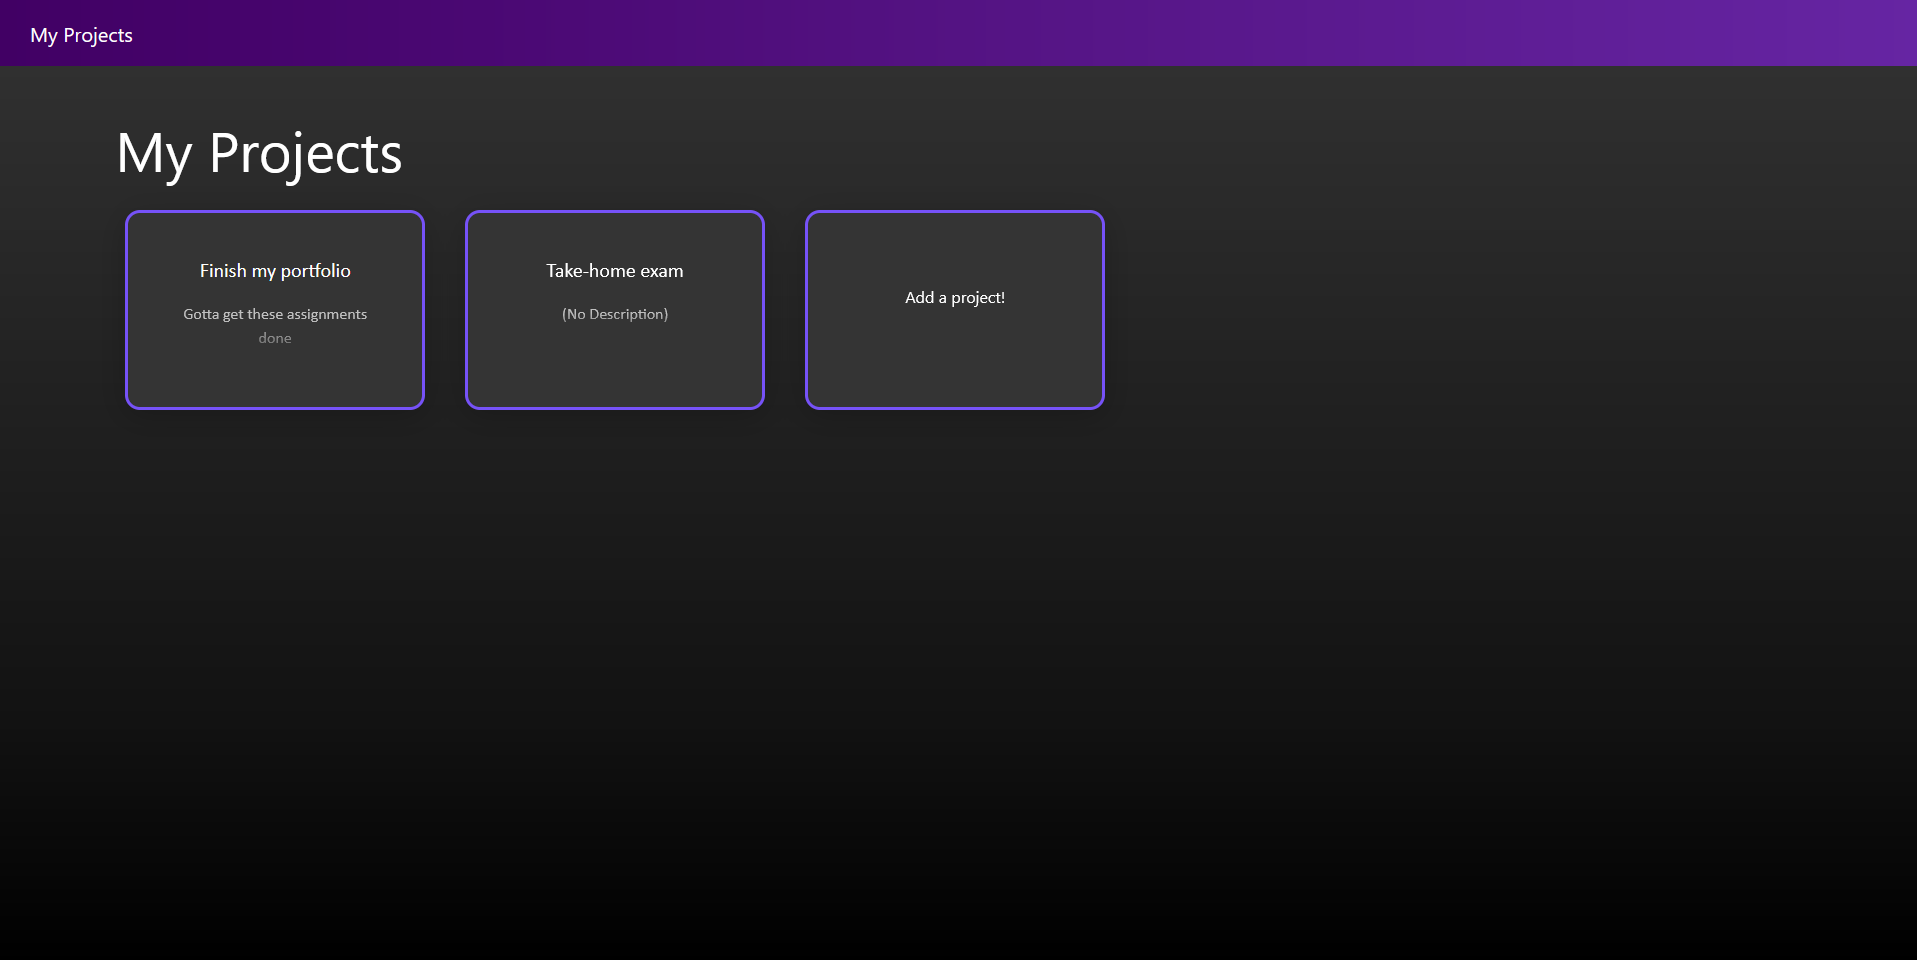 My Projects
My Projects
Finish my portfolio
Gotta get these assignments
done
Take-home exam
(No Description)
Add a project!